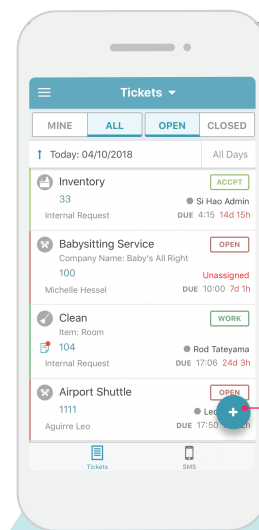 Tickets
MINE ALL OPEN CLOSED
Today: 04/10/2018 All Days
Inventory ACCPT
33
Si Hao Admin
Internal Request DUE 4:15 14d 15h
Babysitting Service OPEN
Company Name: Baby's All Right
100
Unassigned
Michelle Hessel DUE 10:00 7d 1h
Clean WORK
Item: Room
104
Rod Tateyama
Internal Request DUE 17:06 24d 3h
Airport Shuttle OPEN
1111
Aguirre Leo DUE 17:50
Tickets SMS